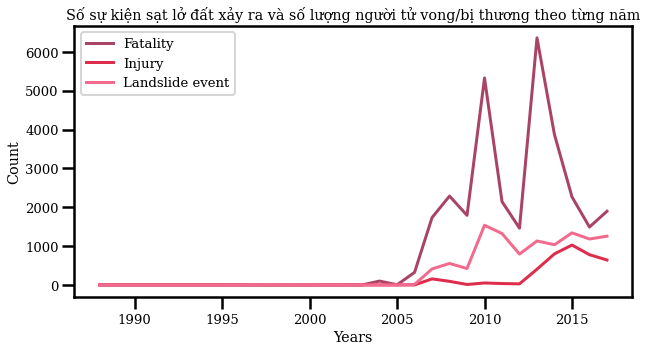 Số sự kiện sạt lở đất xảy ra và số lượng người tử vong/bị thương theo từng năm
Fatality
Injury
Landslide event
Count
6000
5000
4000
3000
2000
1000
0
1990
1995
2000
2005
2010
2015
Years